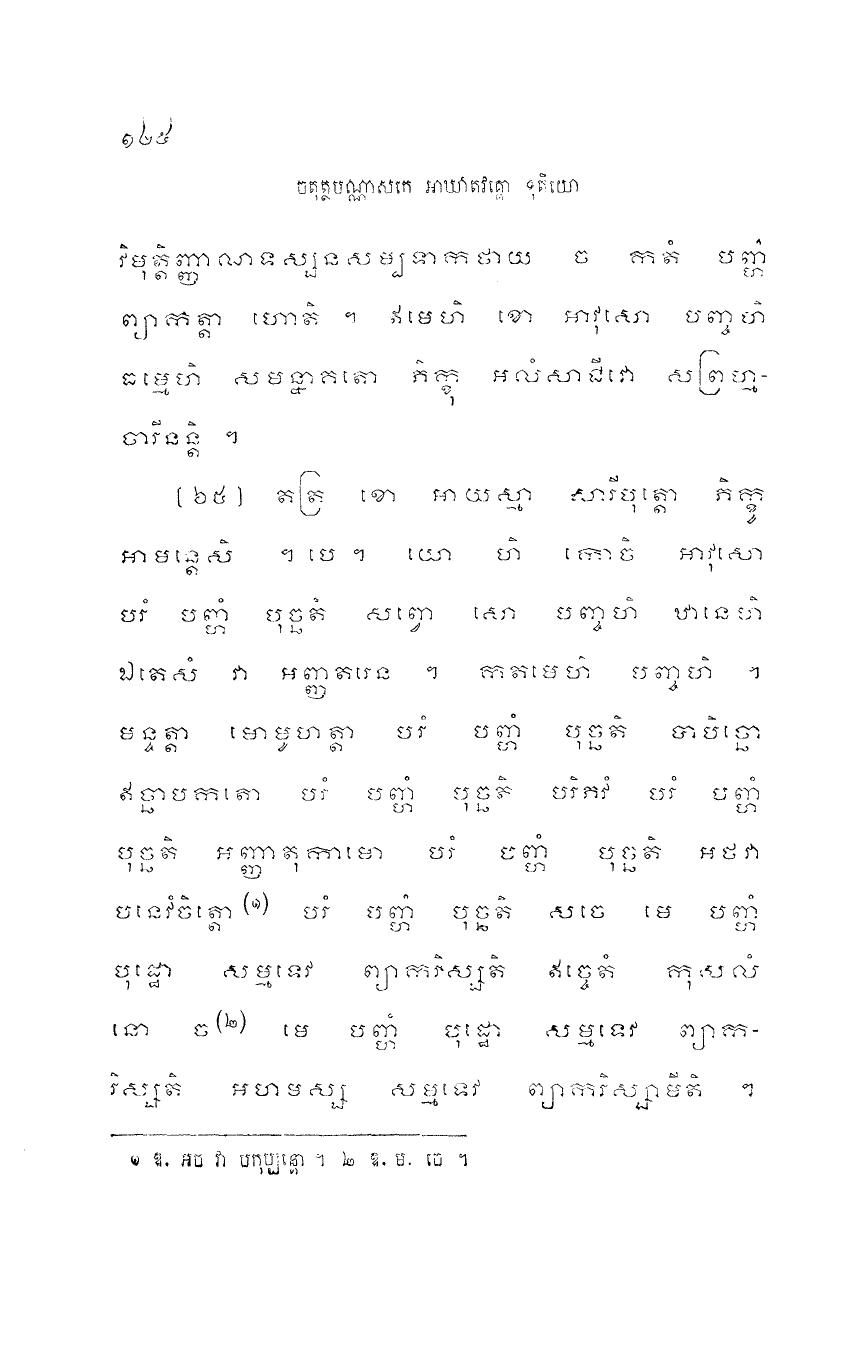 ១៤៥
ចតុត្ថបណ្ណាសកេ អាឃាតវគ្គោ ទុតិយោ
វិមុត្តិញ្ញាណទស្សនសម្បទាកថាយ ច កតំ បញ្ហំ
ព្យាកត្តា ហោតិ ។ ឥមេហិ ខោ អាវុសោ បញ្ចហិ
ធម្មេហិ សមន្នាគតោ ភិក្ខុ អលំសាជីវោ សព្រហ្ម-
ចារីនន្តិ ។
(៦៥) តត្រ ខោ អាយស្មា សារីបុត្តោ ភិក្ខូ
អាមន្តេសិ ។ បេ ។ យោ ហិ កោចិ អាវុសោ
បរំ បញ្ហំ បុច្ឆតិ សព្វោ សោ បញ្ចហិ ឋានេហិ
ឯតេសំ វា អញ្ញតរេន ។ កតមេហិ បញ្ចហិ ។
មន្ទត្តា មោមូហត្តា បរំ បញ្ហំ បុច្ឆតិ បាបិច្ឆោ
ឥច្ឆាបកតោ បរំ បញ្ហំ បុច្ឆតិ បរិភវំ បរំ បញ្ហំ
បុច្ឆតិ អញ្ញាតុកាមោ បរំ បញ្ហំ បុច្ឆតិ អថវា
បនេវំចិត្តោ(១) បរំ បញ្ហំ បុច្ឆតិ សចេ មេ បញ្ហំ
បុដ្ឋោ សម្មទេវ ព្យាករិស្សតិ ឥច្ចេតំ កុសលំ
នោ ច(២) មេ បញ្ហំ បុដ្ឋោ សម្មទេវ ព្យាក-
រិស្សតិ អហមស្ស សម្មទេវ ព្យាករិស្សាមីតិ ។
១ ឱ. អថ វា បកុប្បន្តោ ។ ២ ឱ. ម. ចេ ។